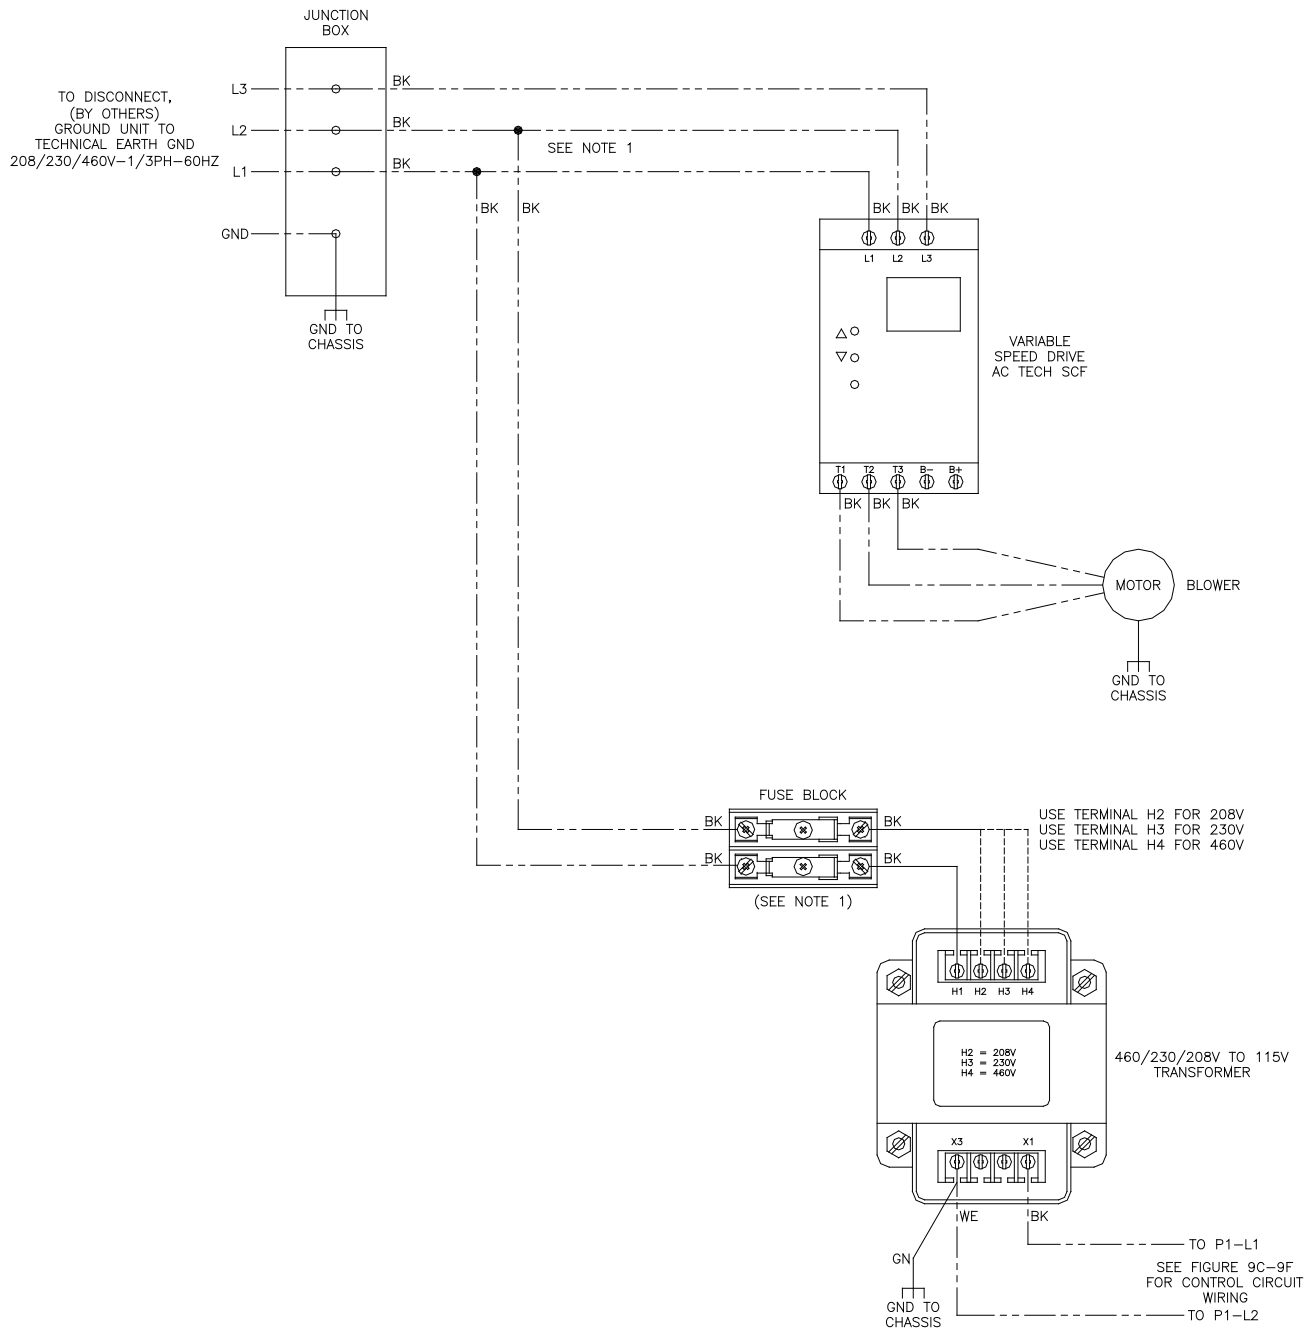 JUNCTION
BOX
TO DISCONNECT,
(BY OTHERS)
GROUND UNIT TO
TECHNICAL EARTH GND
208/230/460V-1/3PH-60HZ
L3
L2
L1
GND
BK
BK
BK
GND TO
CHASSIS
SEE NOTE 1
BK
BK
BK
BK
BK
L1
L2
L3
VARIABLE
SPEED DRIVE
AC TECH SCF
T1
T2
T3
B-
B+
BK
BK
BK
MOTOR
BLOWER
GND TO
CHASSIS
FUSE BLOCK
BK
BK
BK
BK
(SEE NOTE 1)
USE TERMINAL H2 FOR 208V
USE TERMINAL H3 FOR 230V
USE TERMINAL H4 FOR 460V
H1
H2
H3
H4
H2 = 208V
H3 = 230V
H4 = 460V
460/230/208V TO 115V
TRANSFORMER
X3
X1
WE
BK
GN
GND TO
CHASSIS
TO P1-L1
SEE FIGURE 9C-9F
FOR CONTROL CIRCUIT
WIRING
TO P1-L2